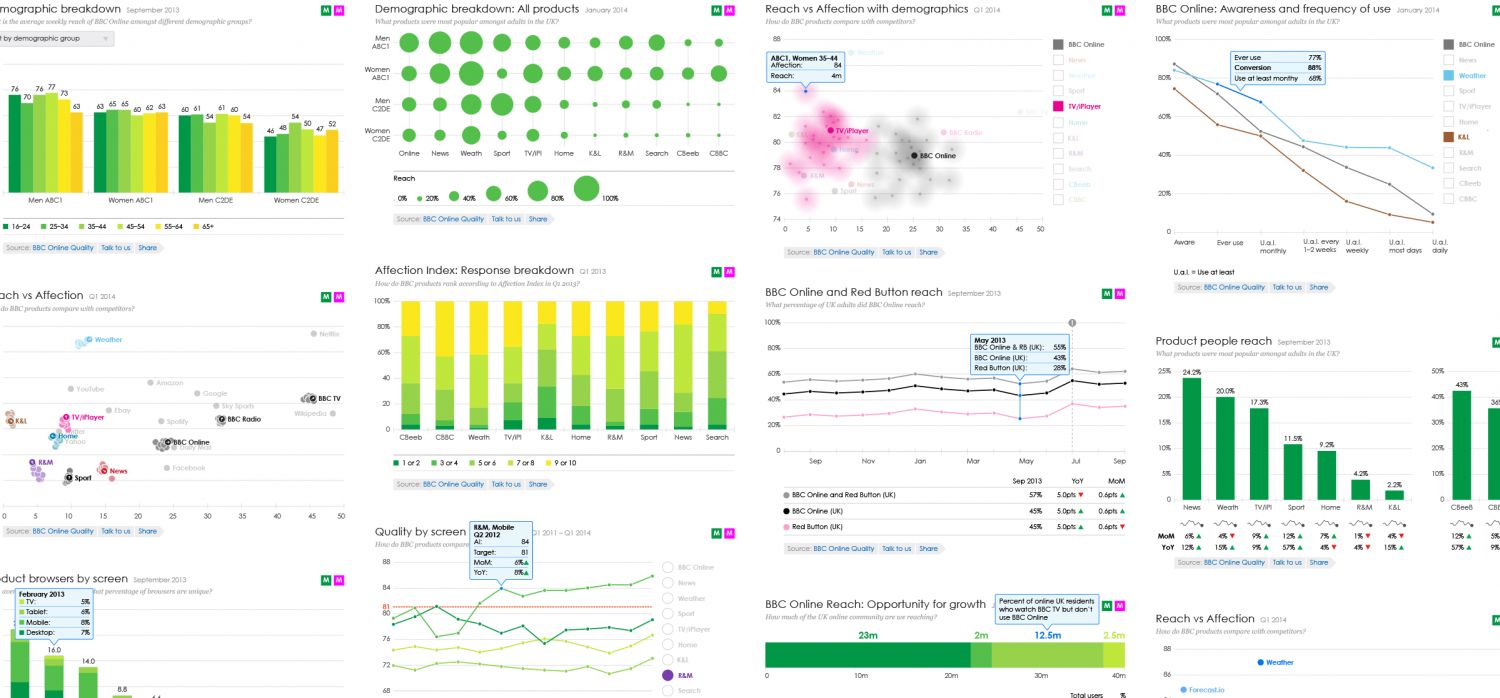 mographic breakdown September 2013
M M
is the average weekly reach of BBC Online amongst different demographic groups?
t by demographic group
76 70 76 77 73 63
63 65 65 60 62 63
60 61 54 61 60 54
46 48 54 50 47 52
Men ABC1 Women ABC1 Men C2DE Women C2DE
16–24 25–34 35–44 45–54 55–64 65+
Source: BBC Online Quality Talk to us Share
ach vs Affection Q1 2014
M M
do BBC products compare with competitors?
Netflix
Weather
YouTube
Amazon
Google
BBC TV
K&L
TV/iPlayer
Ebay
Sky Sports
Wikipedia
Spotify
BBC Radio
Home
Yahoo
BBC Online
Daily Mail
R&M
Sport
News
Facebook
5 10 15 20 25 30 35 40 45 50
Source: BBC Online Quality Talk to us Share
duct browsers by screen September 2013
M M
hat percentage of browsers are unique?
February 2013
TV: 5%
Tablet: 6%
Mobile: 8%
Desktop: 7%
16.0
14.0
8.8
Demographic breakdown: All products January 2014
M M
What products were most popular amongst adults in the UK?
Men
ABC1
Women
ABC1
Men
C2DE
Women
C2DE
Online News Weath Sport TV/IPl Home K&L R&M Search CBeeb CBBC
Reach
0% 20% 40% 60% 80% 100%
Source: BBC Online Quality Talk to us Share
Affection Index: Response breakdown Q1 2013
M M
How do BBC products rank according to Affection Index in Q1 2013?
100%
80%
60%
40%
20
0
CBeeb CBBC Weath TV/IPl K&L Home R&M Sport News Search
1 or 2 3 or 4 5 or 6 7 or 8 9 or 10
Source: BBC Online Quality Talk to us Share
Quality by screen Q1 2011 – Q1 2014
M M
How do BBC products compare
R&M, Mobile
Q2 2012
AI: 84
Target: 81
MoM: 6%
YoY: 8%
88
84
81
80
76
72
68
BBC Online
News
Weather
Sport
TV/iPlayer
Home
K&L
R&M
Search
Reach vs Affection with demographics Q1 2014
M M
How do BBC products compare with competitors?
88
84
82
80
78
76
74
ABC1, Women 35–44
Affection: 84
Reach: 4m
Weather
TV/iPlayer
K&L
Home
BBC Radio
BBC Online
R&M
News
Sport
0 5 10 15 20 25 30 35 40 45 50
BBC Online
News
Weather
Sport
TV/iPlayer
Home
K&L
R&M
Search
CBeeb
CBBC
Source: BBC Online Quality Talk to us Share
BBC Online and Red Button reach September 2013
M M
What percentage of UK adults did BBC Online reach?
100%
80%
60%
40%
20%
May 2013
BBC Online & RB (UK): 55%
BBC Online (UK): 43%
Red Button (UK): 28%
Sep Nov Jan Mar May Jul Sep
Sep 2013 YoY MoM
BBC Online and Red Button (UK) 57% 5.0pts 0.6pts
BBC Online (UK) 45% 5.0pts 0.6pts
Red Button (UK) 45% 5.0pts 0.6pts
Source: BBC Online Quality Talk to us Share
BBC Online Reach: Opportunity for growth
M M
How much of the UK online community are we reaching?
Percent of online UK residents
who watch BBC TV but don't
use BBC Online
23m 2m 12.5m 2.5m
0 10m 20m 30m 40m
Total users %
BBC Online: Awareness and frequency of use January 2014
What products were most popular amongst adults in the UK?
100%
80%
60%
40%
20%
0
Ever use 77%
Conversion 88%
Use at least monthy 68%
Aware
Ever use
U.a.l. monthly
U.a.l. every 1–2 weeks
U.a.l. weekly
U.a.l. most days
U.a.l. daily
U.a.l. = Use at least
BBC Online
News
Weather
Sport
TV/iPlayer
Home
K&L
R&M
Search
CBeeb
CBBC
Source: BBC Online Quality Talk to us Share
Product people reach September 2013
What products were most popular amongst adults in the UK?
25%
20%
15%
10%
5%
0
24.2% 20.0% 17.3% 11.5% 9.2% 4.2% 2.2%
News Weath TV/IPl Sport Home R&M K&L
MoM 6% 4% 9% 12% 7% 1% 4%
YoY 12% 15% 9% 57% 4% 4% 15%
50%
40%
30%
20%
10%
0
43%
36
CBeeB CBB
12% 5%
57% 9%
Source: BBC Online Quality Talk to us Share
Reach vs Affection Q1 2014
How do BBC products compare with competitors?
88
86
Weather
Forecast.io